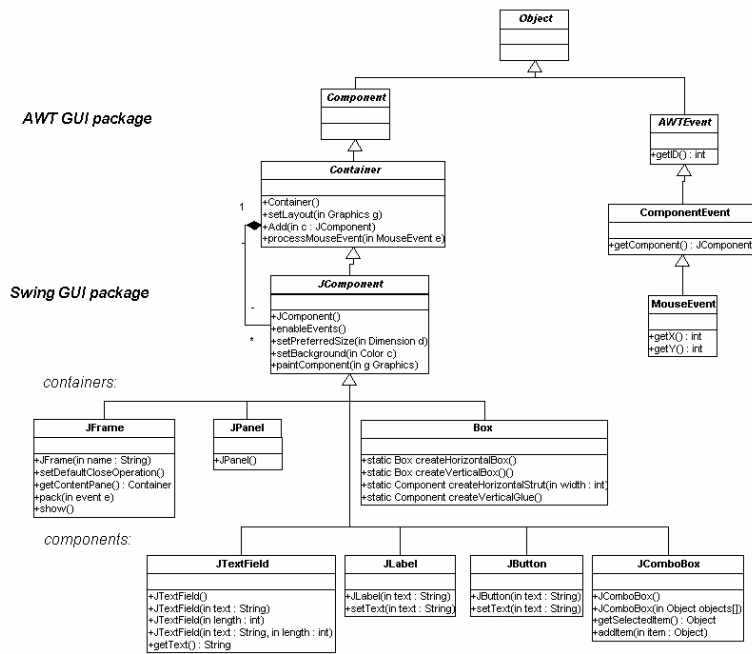 Object
AWT GUI package
Component
AWTEvent
+getID() : int
Container
+Container()
+setLayout(in Graphics g)
+Add(in c : JComponent)
+processMouseEvent(in MouseEvent e)
1
-
ComponentEvent
+getComponent() : JComponent
Swing GUI package
JComponent
+JComponent()
+enableEvents()
+setPreferredSize(in Dimension d)
+setBackground(in Color c)
+paintComponent(in g Graphics)
-
*
MouseEvent
+getX() : int
+getY() : int
containers:
JFrame
+JFrame(in name : String)
+setDefaultCloseOperation()
+getContentPane() : Container
+pack(in event e)
+show()
JPanel
+JPanel()
Box
+static Box createHorizontalBox()
+static Box createVerticalBox()()
+static Component createHorizontalStrut(in width : int)
+static Component createVerticalGlue()
components:
JTextField
+JTextField()
+JTextField(in text : String)
+JTextField(in length : int)
+JTextField(in text : String, in length : int)
+getText() : String
JLabel
+JLabel(in text : String)
+setText(in text : String)
JButton
+JButton(in text : String)
+setText(in text : String)
JComboBox
+JComboBox()
+JComboBox(in Object objects[])
+getSelectedItem() : Object
+addItem(in item : Object)